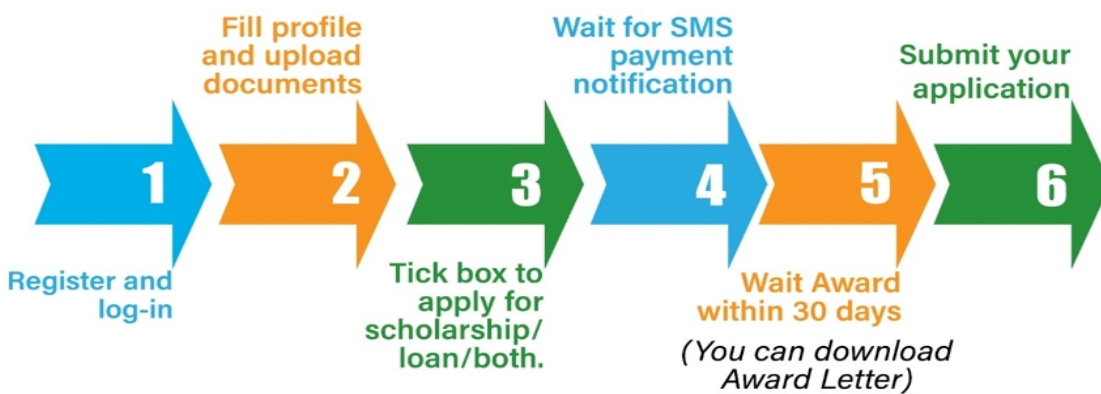 1
Register and
log-in
2
Fill profile
and upload
documents
3
Tick box to
apply for
scholarship/
loan/both.
4
Wait for SMS
payment
notification
5
Wait Award
within 30 days
(You can download
Award Letter)
6
Submit your
application